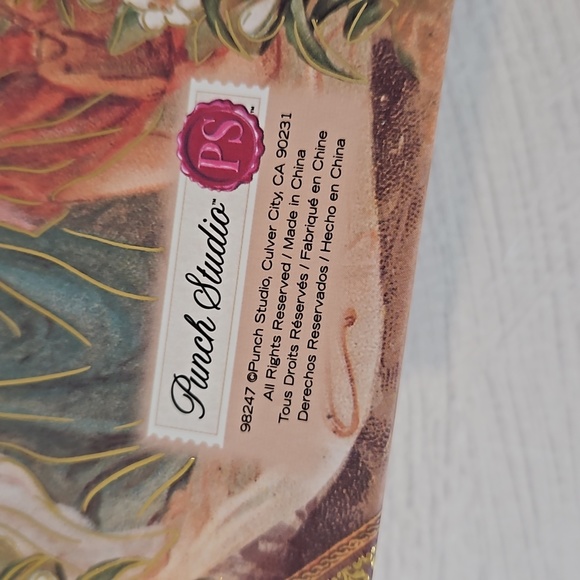 Punch Studio™
PS™
98247 ©Punch Studio, Culver City, CA 90231
All Rights Reserved / Made in China
Tous Droits Réservés / Fabriqué en Chine
Derechos Reservados / Hecho en China